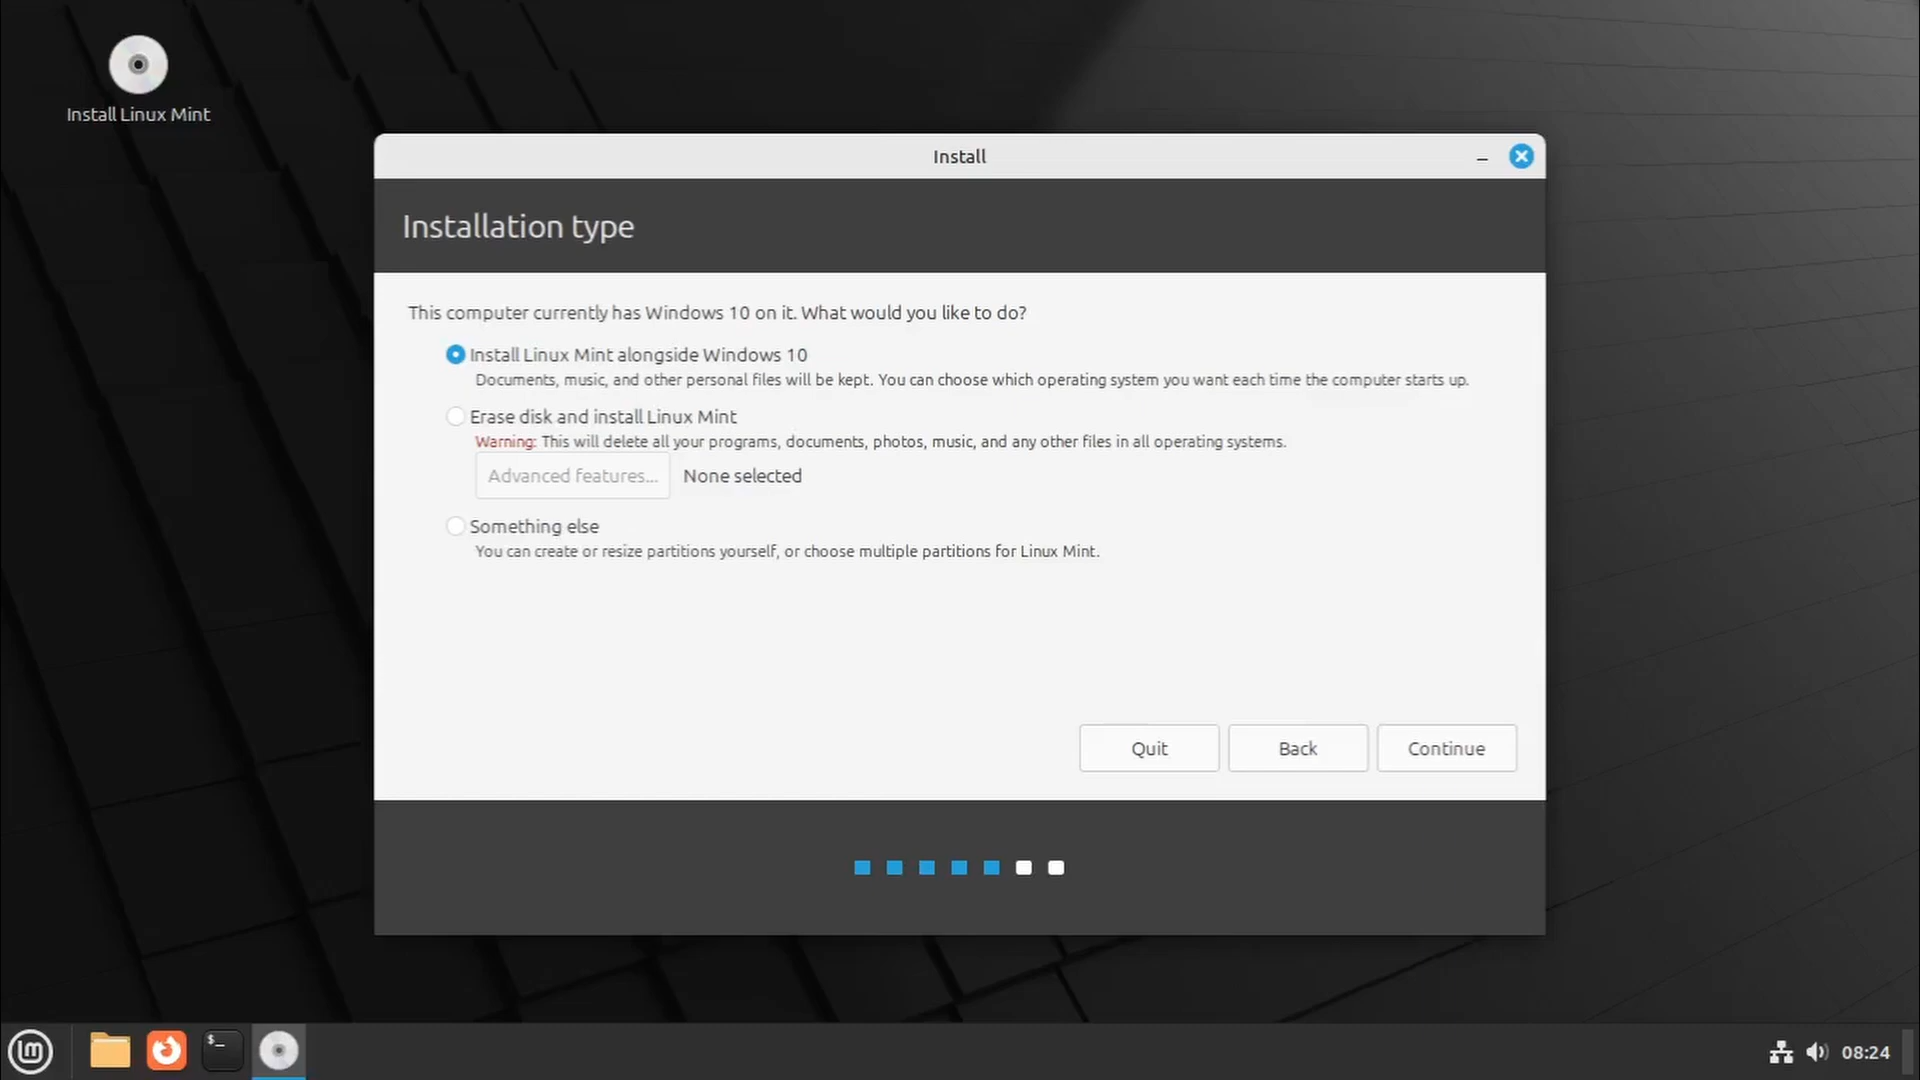 Install Linux Mint
Install
Installation type
This computer currently has Windows 10 on it. What would you like to do?
Install Linux Mint alongside Windows 10
Documents, music, and other personal files will be kept. You can choose which operating system you want each time the computer starts up.
Erase disk and install Linux Mint
Warning: This will delete all your programs, documents, photos, music, and any other files in all operating systems.
Advanced features... None selected
Something else
You can create or resize partitions yourself, or choose multiple partitions for Linux Mint.
Quit Back Continue
$_
08:24